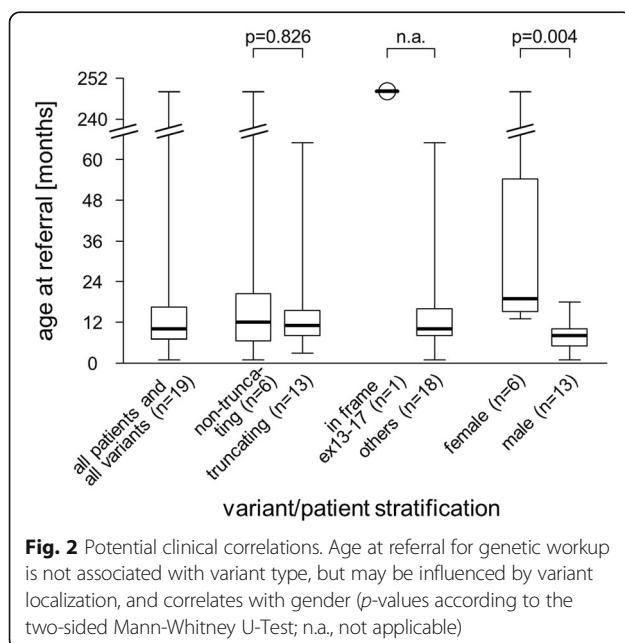 p=0.826
n.a.
p=0.004
age at referral [months]
252
240
60
48
36
24
12
0
all patients and
all variants (n=19)
non-trunca-
ting (n=6)
truncating (n=13)
in frame
ex13-17 (n=1)
others (n=18)
female (n=6)
male (n=13)
variant/patient stratification
Fig. 2 Potential clinical correlations. Age at referral for genetic workup
is not associated with variant type, but may be influenced by variant
localization, and correlates with gender (p-values according to the
two-sided Mann-Whitney U-Test; n.a., not applicable)